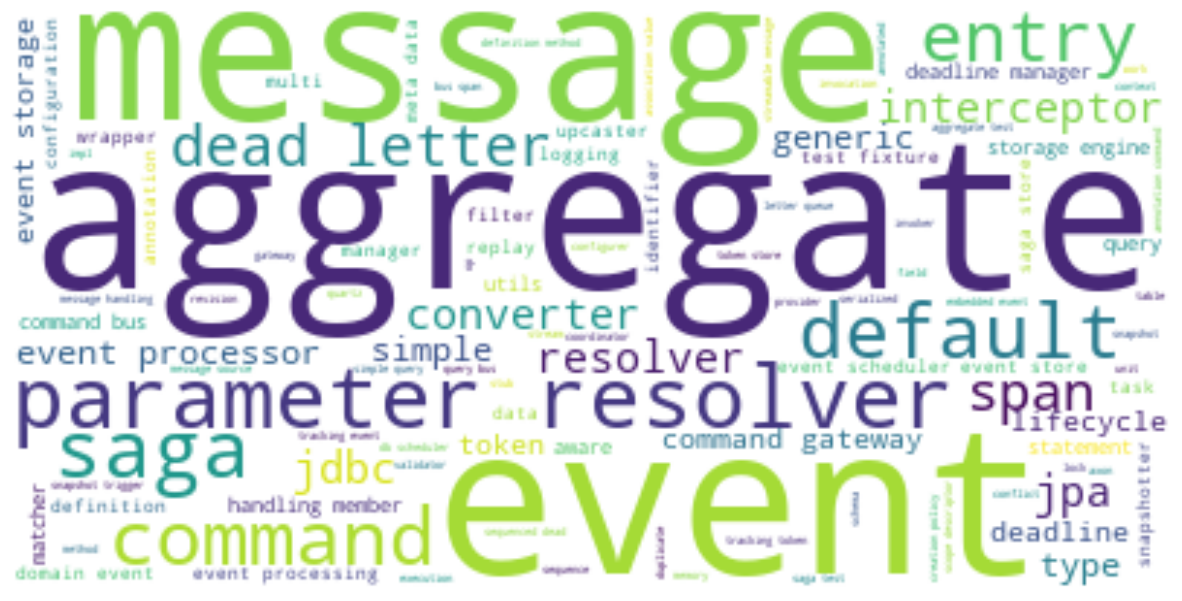 message
entry
event storage
configuration
meta data
definition method
association value
streamable message
annotated
multi
bus span
invocation
deadline manager
work
context
interceptor
wrapper
impl
dead letter
upcaster
logging
generic
aggregate test
test fixture
storage engine
annotation command
aggregate
annotation
filter
identifier
letter queue
invoker
saga store
query
gateway
manager
replay
configurer
token store
utils
field
message handling
revision
quartz
provider
serialized
embedded event
table
command bus
converter
stream
coordinator
default
snapshot
event processor
simple
resolver
message source
simple query
query bus
event scheduler
event store
unit
parameter resolver
stub
data
span
task
lifecycle
saga
tracking event
db scheduler
validator
token
aware
command gateway
statement
jdbc
snapshot trigger
matcher
definition
handling member
command
event
lock
axon
conflict
jpa
snapshotter
deadline
schema
creation policy
scope descriptor
method
sequenced dead
tracking token
duplicate
type
domain event
event processing
execution
sequence
memory
saga test